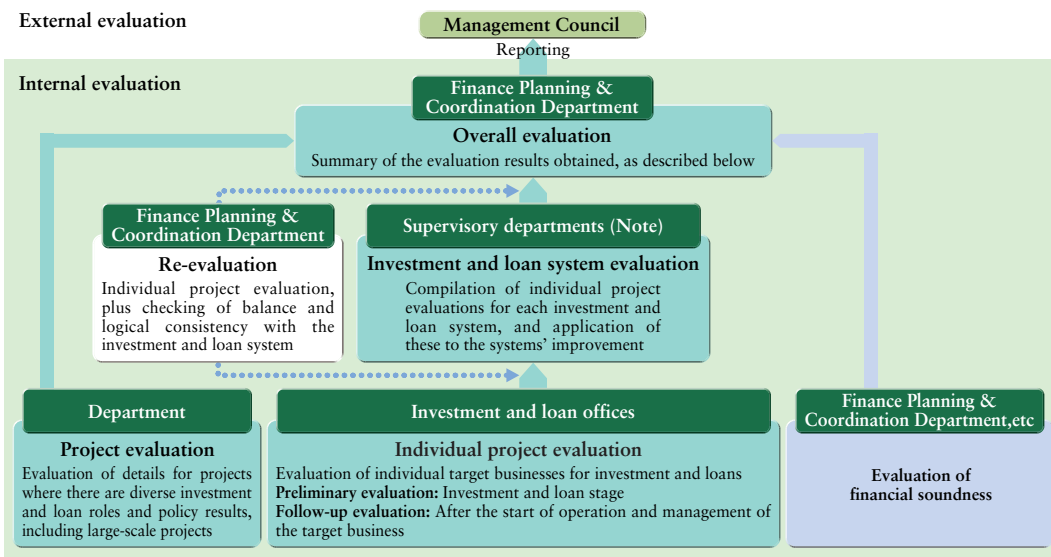 External evaluation
Management Council
Reporting
Internal evaluation
Finance Planning &
Coordination Department
Overall evaluation
Summary of the evaluation results obtained, as described below
Finance Planning &
Coordination Department
Re-evaluation
Individual project evaluation,
plus checking of balance and
logical consistency with the
investment and loan system
Supervisory departments (Note)
Investment and loan system evaluation
Compilation of individual project
evaluations for each investment and
loan system, and application of
these to the systems' improvement
Department
Project evaluation
Evaluation of details for projects
where there are diverse investment
and loan roles and policy results,
including large-scale projects
Investment and loan offices
Individual project evaluation
Evaluation of individual target businesses for investment and loans
Preliminary evaluation: Investment and loan stage
Follow-up evaluation: After the start of operation and management of
the target business
Finance Planning &
Coordination Department,etc
Evaluation of
financial soundness